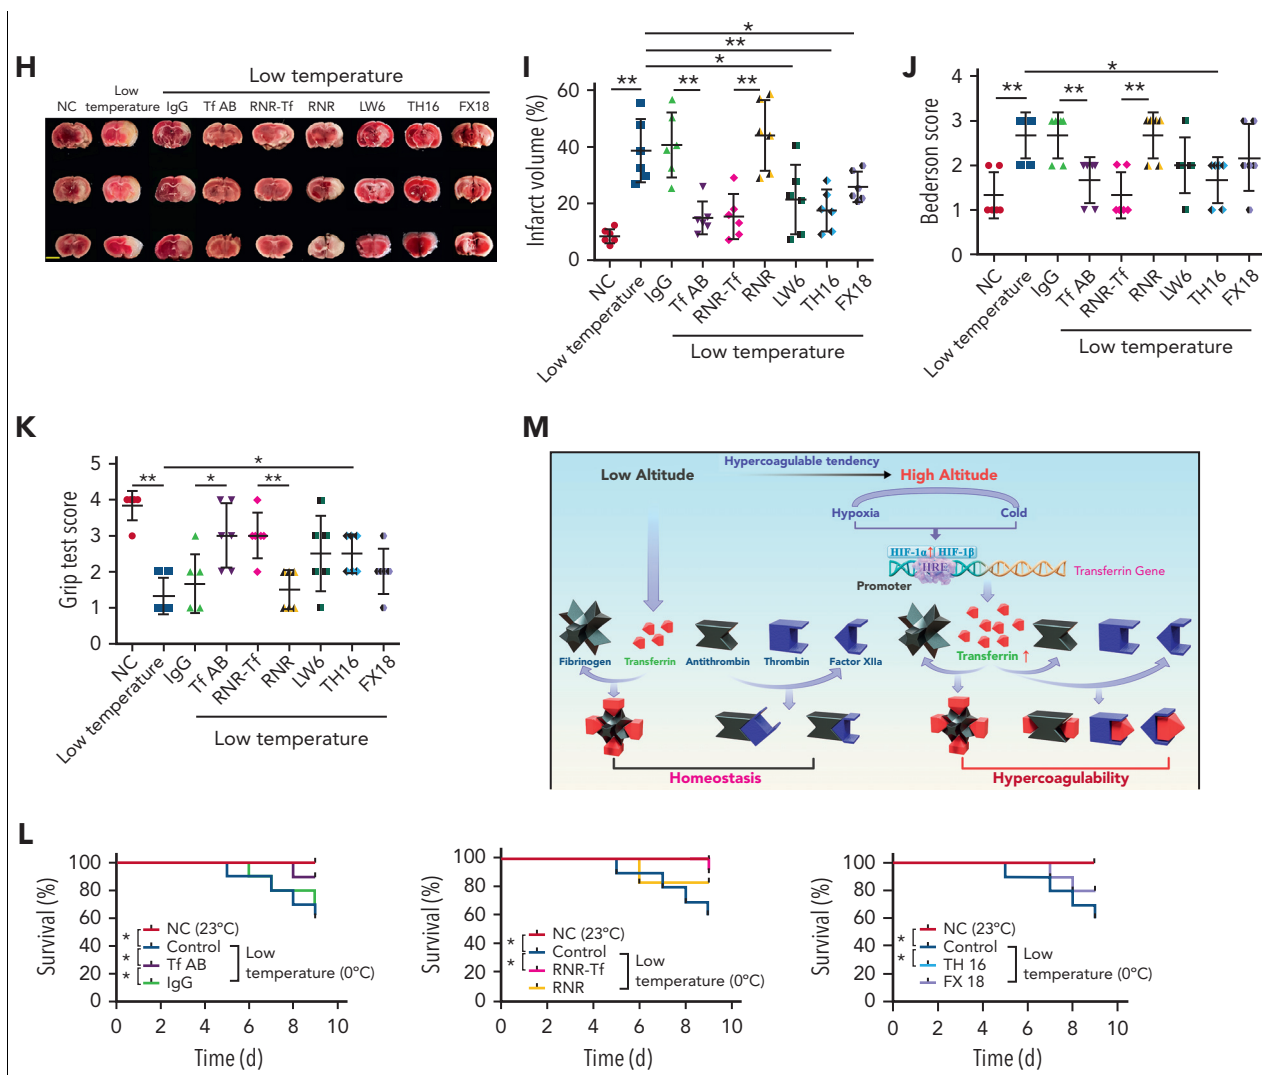 H
Low temperature
NC
Low temperature
IgG
Tf AB
RNR-Tf
RNR
LW6
TH16
FX18
I
*
**
*
** ** **
Infarct volume (%)
60
40
20
0
NC
Low temperature
IgG
Tf AB
RNR-Tf
RNR
LW6
TH16
FX18
Low temperature
J
*
** ** **
Bederson score
4
3
2
1
0
NC
Low temperature
IgG
Tf AB
RNR-Tf
RNR
LW6
TH16
FX18
Low temperature
K
*
** * **
Grip test score
5
4
3
2
1
0
NC
Low temperature
IgG
Tf AB
RNR-Tf
RNR
LW6
TH16
FX18
Low temperature
M
Low Altitude
Hypercoagulable tendency
High Altitude
Hypoxia
Cold
HIF-1α↑ HIF-1β
HRE
Promoter
Transferrin Gene
Fibrinogen Transferrin Antithrombin Thrombin Factor XIIa
Transferrin ↑
Homeostasis
Hypercoagulability
L
Survival (%)
100
80
60
40
20
0
* NC (23°C)
* Control
* Tf AB
IgG
Low
temperature (0°C)
0 2 4 6 8 10
Time (d)
Survival (%)
100
80
60
40
20
0
* NC (23°C)
* Control
RNR-Tf
RNR
Low
temperature (0°C)
0 2 4 6 8 10
Time (d)
Survival (%)
100
80
60
40
20
0
* NC (23°C)
* Control
TH 16
FX 18
Low
temperature (0°C)
0 2 4 6 8 10
Time (d)